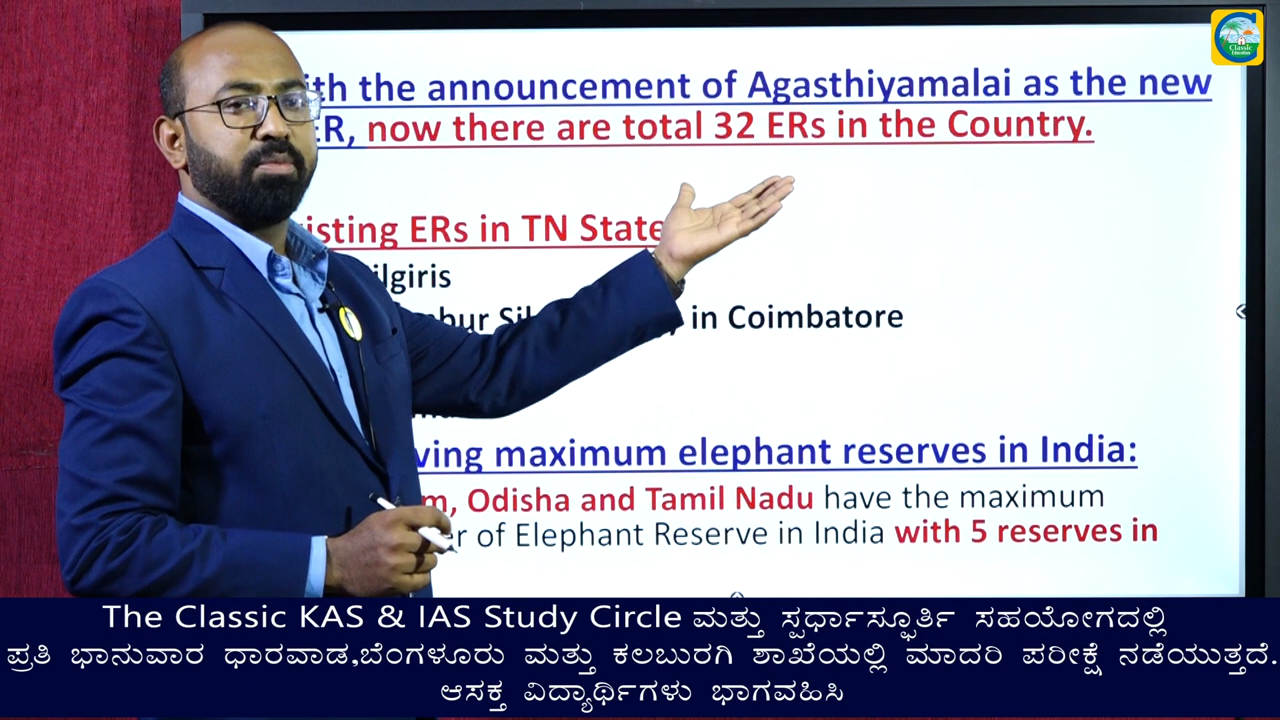 Classic
Education
ith the announcement of Agasthiyamalai as the new
ER, now there are total 32 ERs in the Country.
isting ERs in TN State
ilgiris
in Coimbatore
ving maximum elephant reserves in India:
m, Odisha and Tamil Nadu have the maximum
er of Elephant Reserve in India with 5 reserves in
The Classic KAS & IAS Study Circle ಮತ್ತು ಸ್ಪರ್ಧಾಸ್ಫೂರ್ತಿ ಸಹಯೋಗದಲ್ಲಿ
ಪ್ರತಿ ಭಾನುವಾರ ಧಾರವಾಡ,ಬೆಂಗಳೂರು ಮತ್ತು ಕಲಬುರಗಿ ಶಾಖೆಯಲ್ಲಿ ಮಾದರಿ ಪರೀಕ್ಷೆ ನಡೆಯುತ್ತದೆ.
ಆಸಕ್ತ ವಿದ್ಯಾರ್ಥಿಗಳು ಭಾಗವಹಿಸಿ